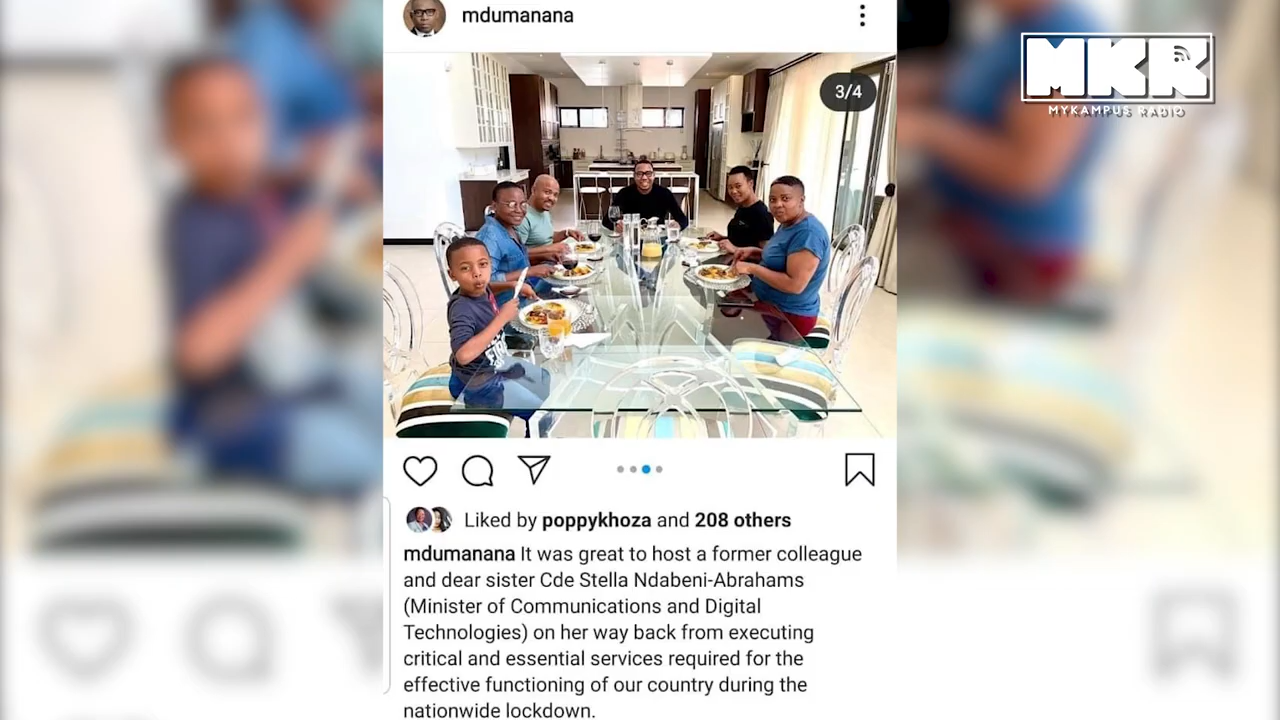 mdumanana
MKR
MYKAMPUS RADIO
3/4
Liked by poppykhoza and 208 others
mdumanana It was great to host a former colleague
and dear sister Cde Stella Ndabeni-Abrahams
(Minister of Communications and Digital
Technologies) on her way back from executing
critical and essential services required for the
effective functioning of our country during the
nationwide lockdown.